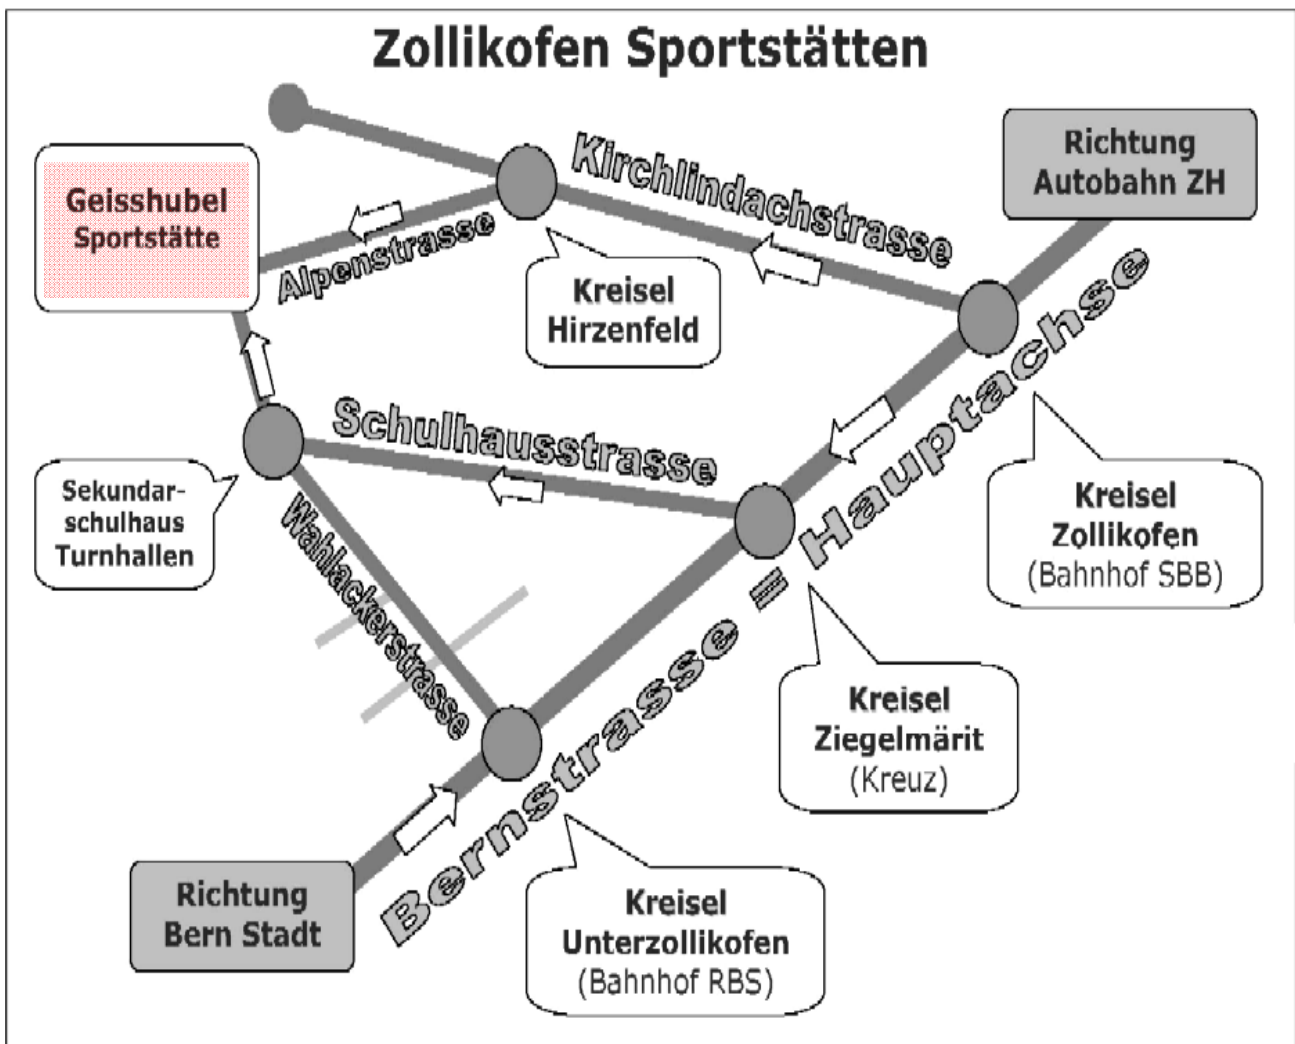 Zollikofen Sportstätten
Richtung
Autobahn ZH
Geisshubel
Sportstätte
Kirchlindachstrasse
Alpenstrasse
Kreisel
Hirzenfeld
Schulhausstrasse
Sekundar-
schulhaus
Turnhallen
Wahlackerstrasse
Kreisel
Zollikofen
(Bahnhof SBB)
Bernstrasse = Hauptachse
Kreisel
Ziegelmärit
(Kreuz)
Richtung
Bern Stadt
Kreisel
Unterzollikofen
(Bahnhof RBS)